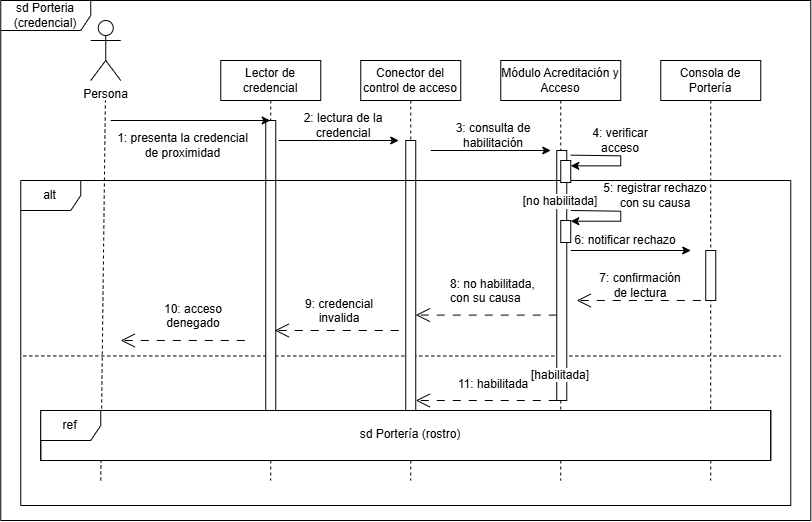 sd Porteria
(credencial)
Persona
Lector de
credencial
Conector del
control de acceso
Módulo Acreditación y
Acceso
Consola de
Portería
1: presenta la credencial
de proximidad
2: lectura de la
credencial
3: consulta de
habilitación
4: verificar
acceso
alt
[no habilitada]
5: registrar rechazo
con su causa
6: notificar rechazo
7: confirmación
de lectura
8: no habilitada,
con su causa
9: credencial
invalida
10: acceso
denegado
[habilitada]
11: habilitada
ref
sd Portería (rostro)